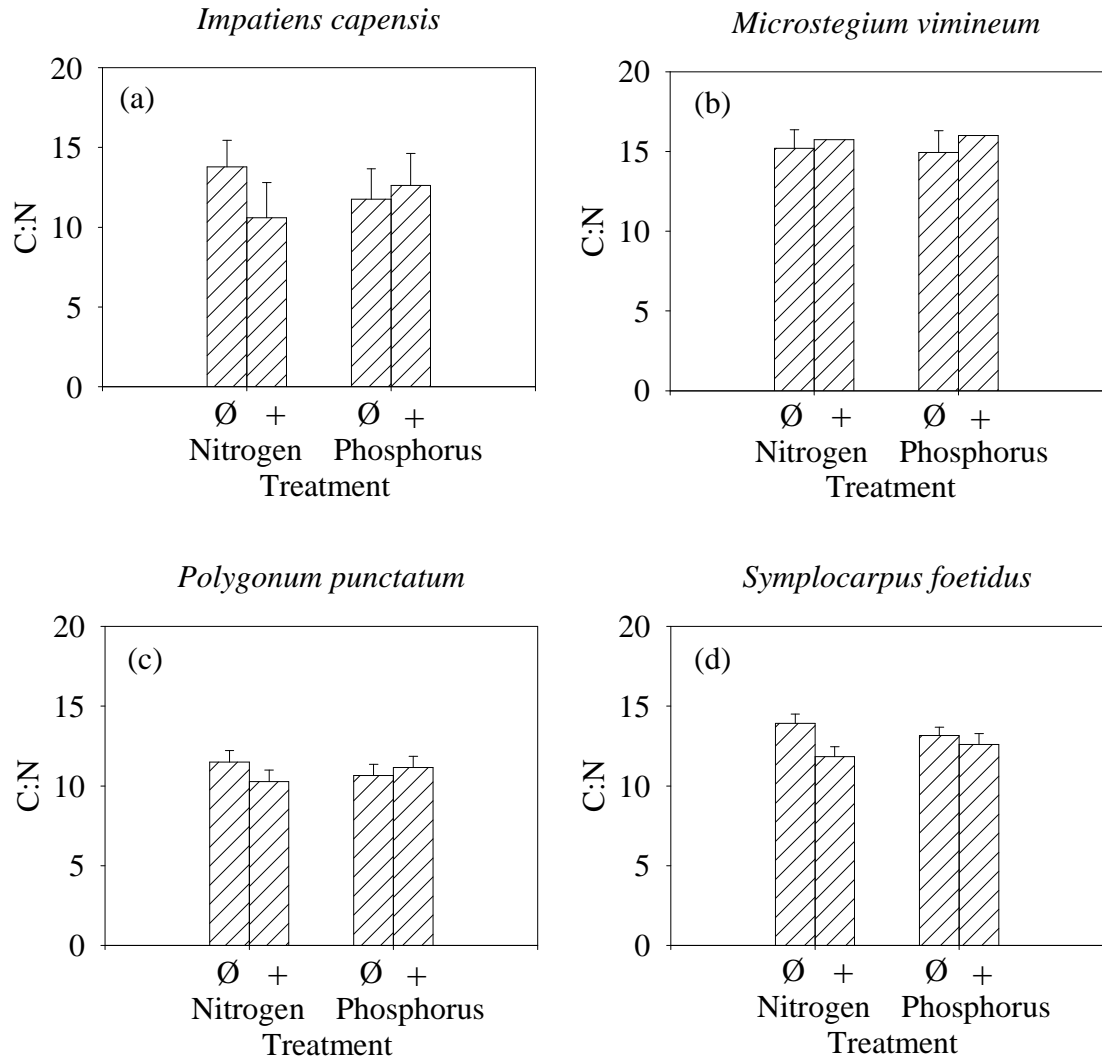 Impatiens capensis
20
15
10
5
0
C:N
(a)
Ø + Ø +
Nitrogen Phosphorus
Treatment
Microstegium vimineum
20
15
10
5
0
C:N
(b)
Ø + Ø +
Nitrogen Phosphorus
Treatment
Polygonum punctatum
20
15
10
5
0
C:N
(c)
Ø + Ø +
Nitrogen Phosphorus
Treatment
Symplocarpus foetidus
20
15
10
5
0
C:N
(d)
Ø + Ø +
Nitrogen Phosphorus
Treatment